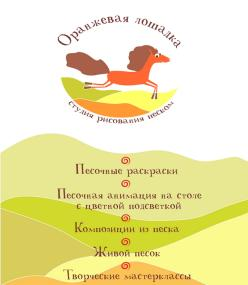 Оранжевая лошадка
студия рисования песком
Песочные раскраски
Песочная анимация на столе
с цветной подсветкой
Композиции из песка
Живой песок
Творческие мастерклассы